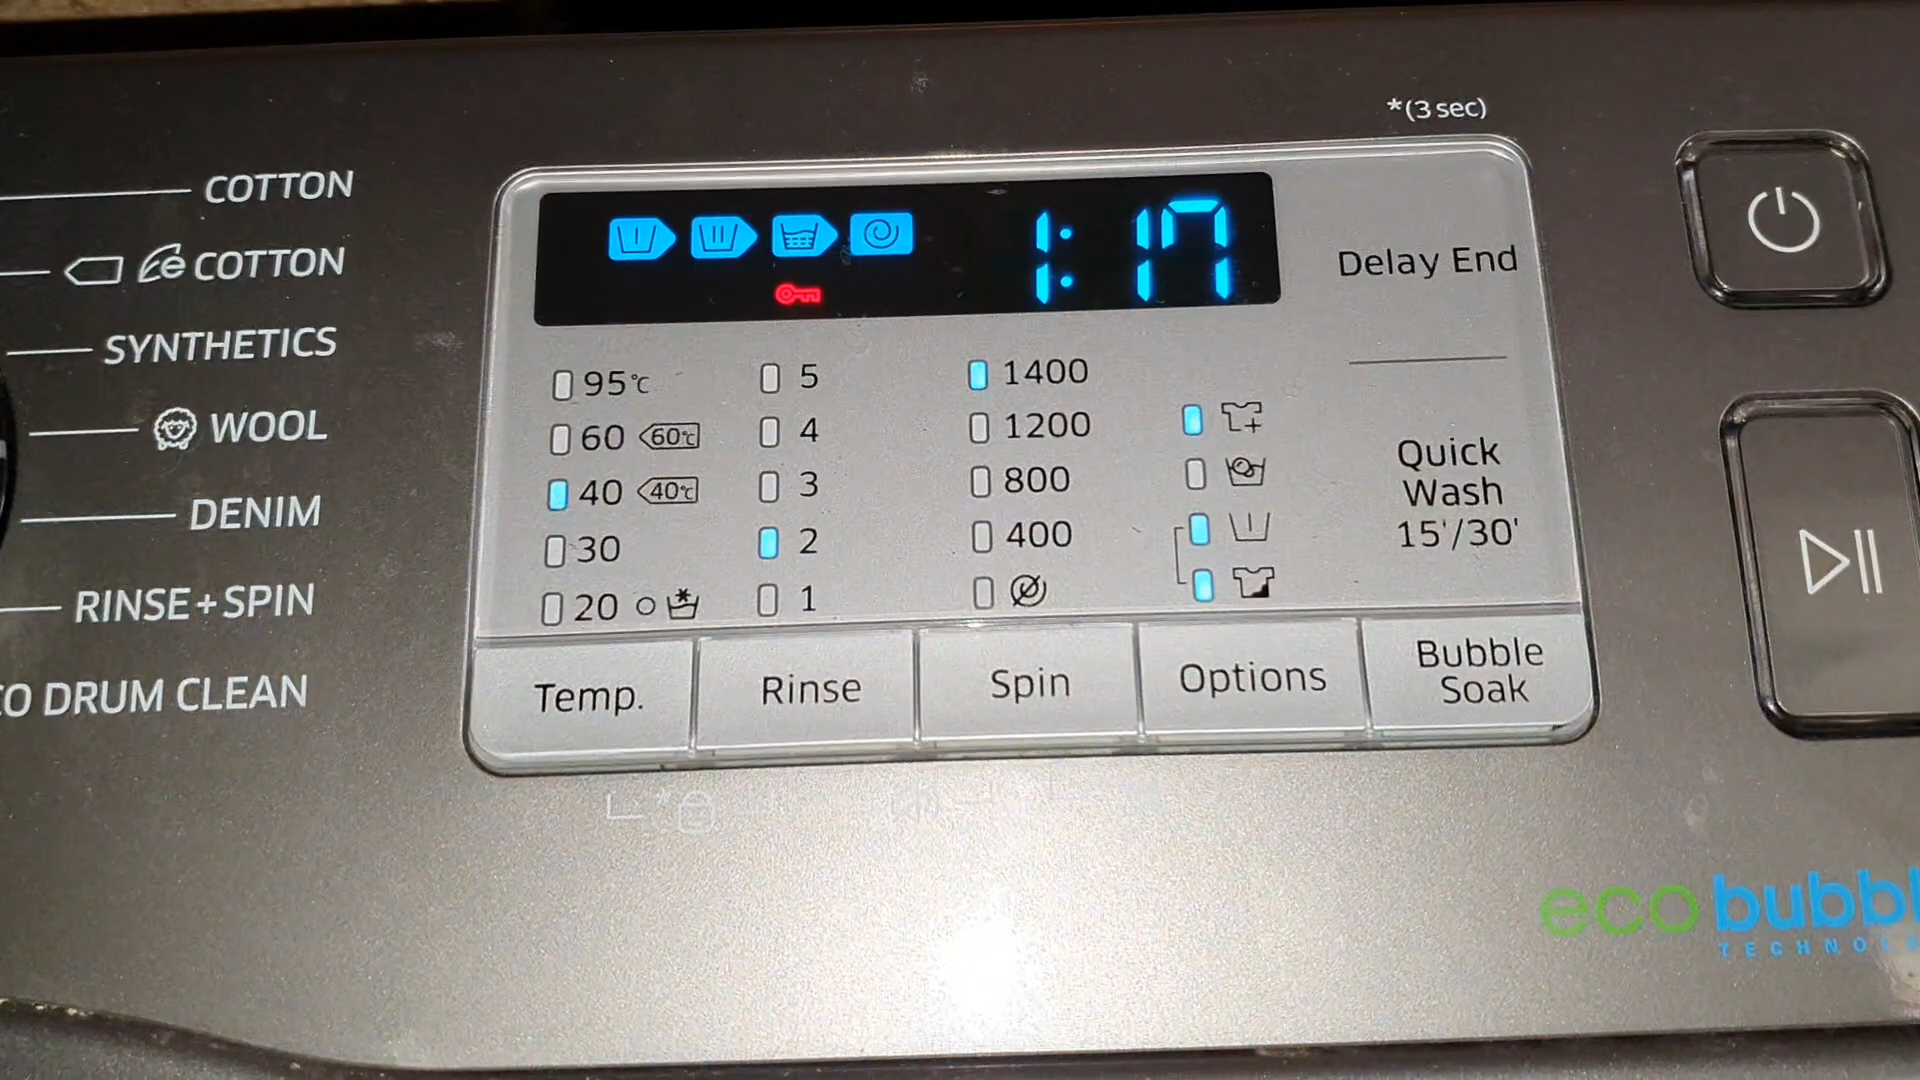 *(3 sec)
COTTON
COTTON
SYNTHETICS
WOOL
DENIM
RINSE+SPIN
CO DRUM CLEAN
1:17
Delay End
95°C
60 60°C
40 40°C
30
20
5
4
3
2
1
1400
1200
800
400
Quick
Wash
15'/30'
Temp.
Rinse
Spin
Options
Bubble
Soak
eco bubbl
TECHNOLO